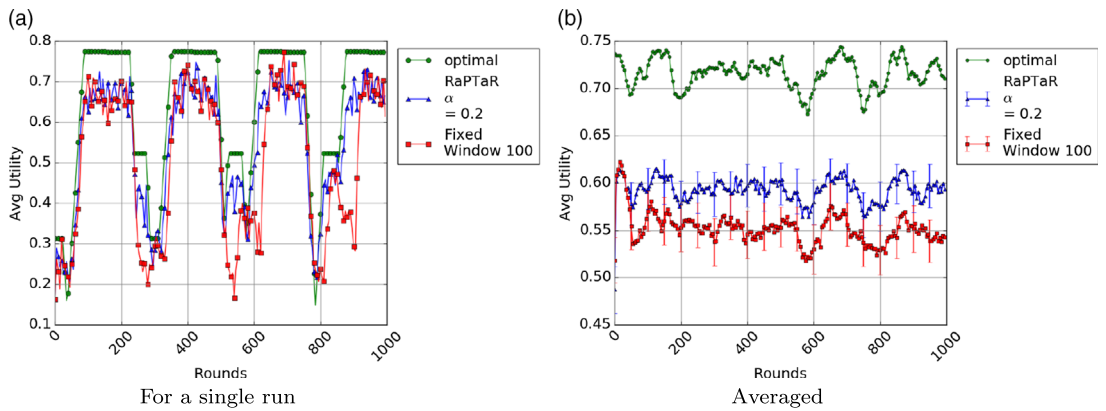 (a)
0.8
0.7
0.6
0.5
0.4
0.3
0.2
0.1
Avg Utility
0
200
400
600
800
1000
Rounds
optimal
RaPTaR
α
= 0.2
Fixed
Window 100
For a single run
(b)
0.75
0.70
0.65
0.60
0.55
0.50
0.45
Avg Utility
0
200
400
600
800
1000
Rounds
optimal
RaPTaR
α
= 0.2
Fixed
Window 100
Averaged